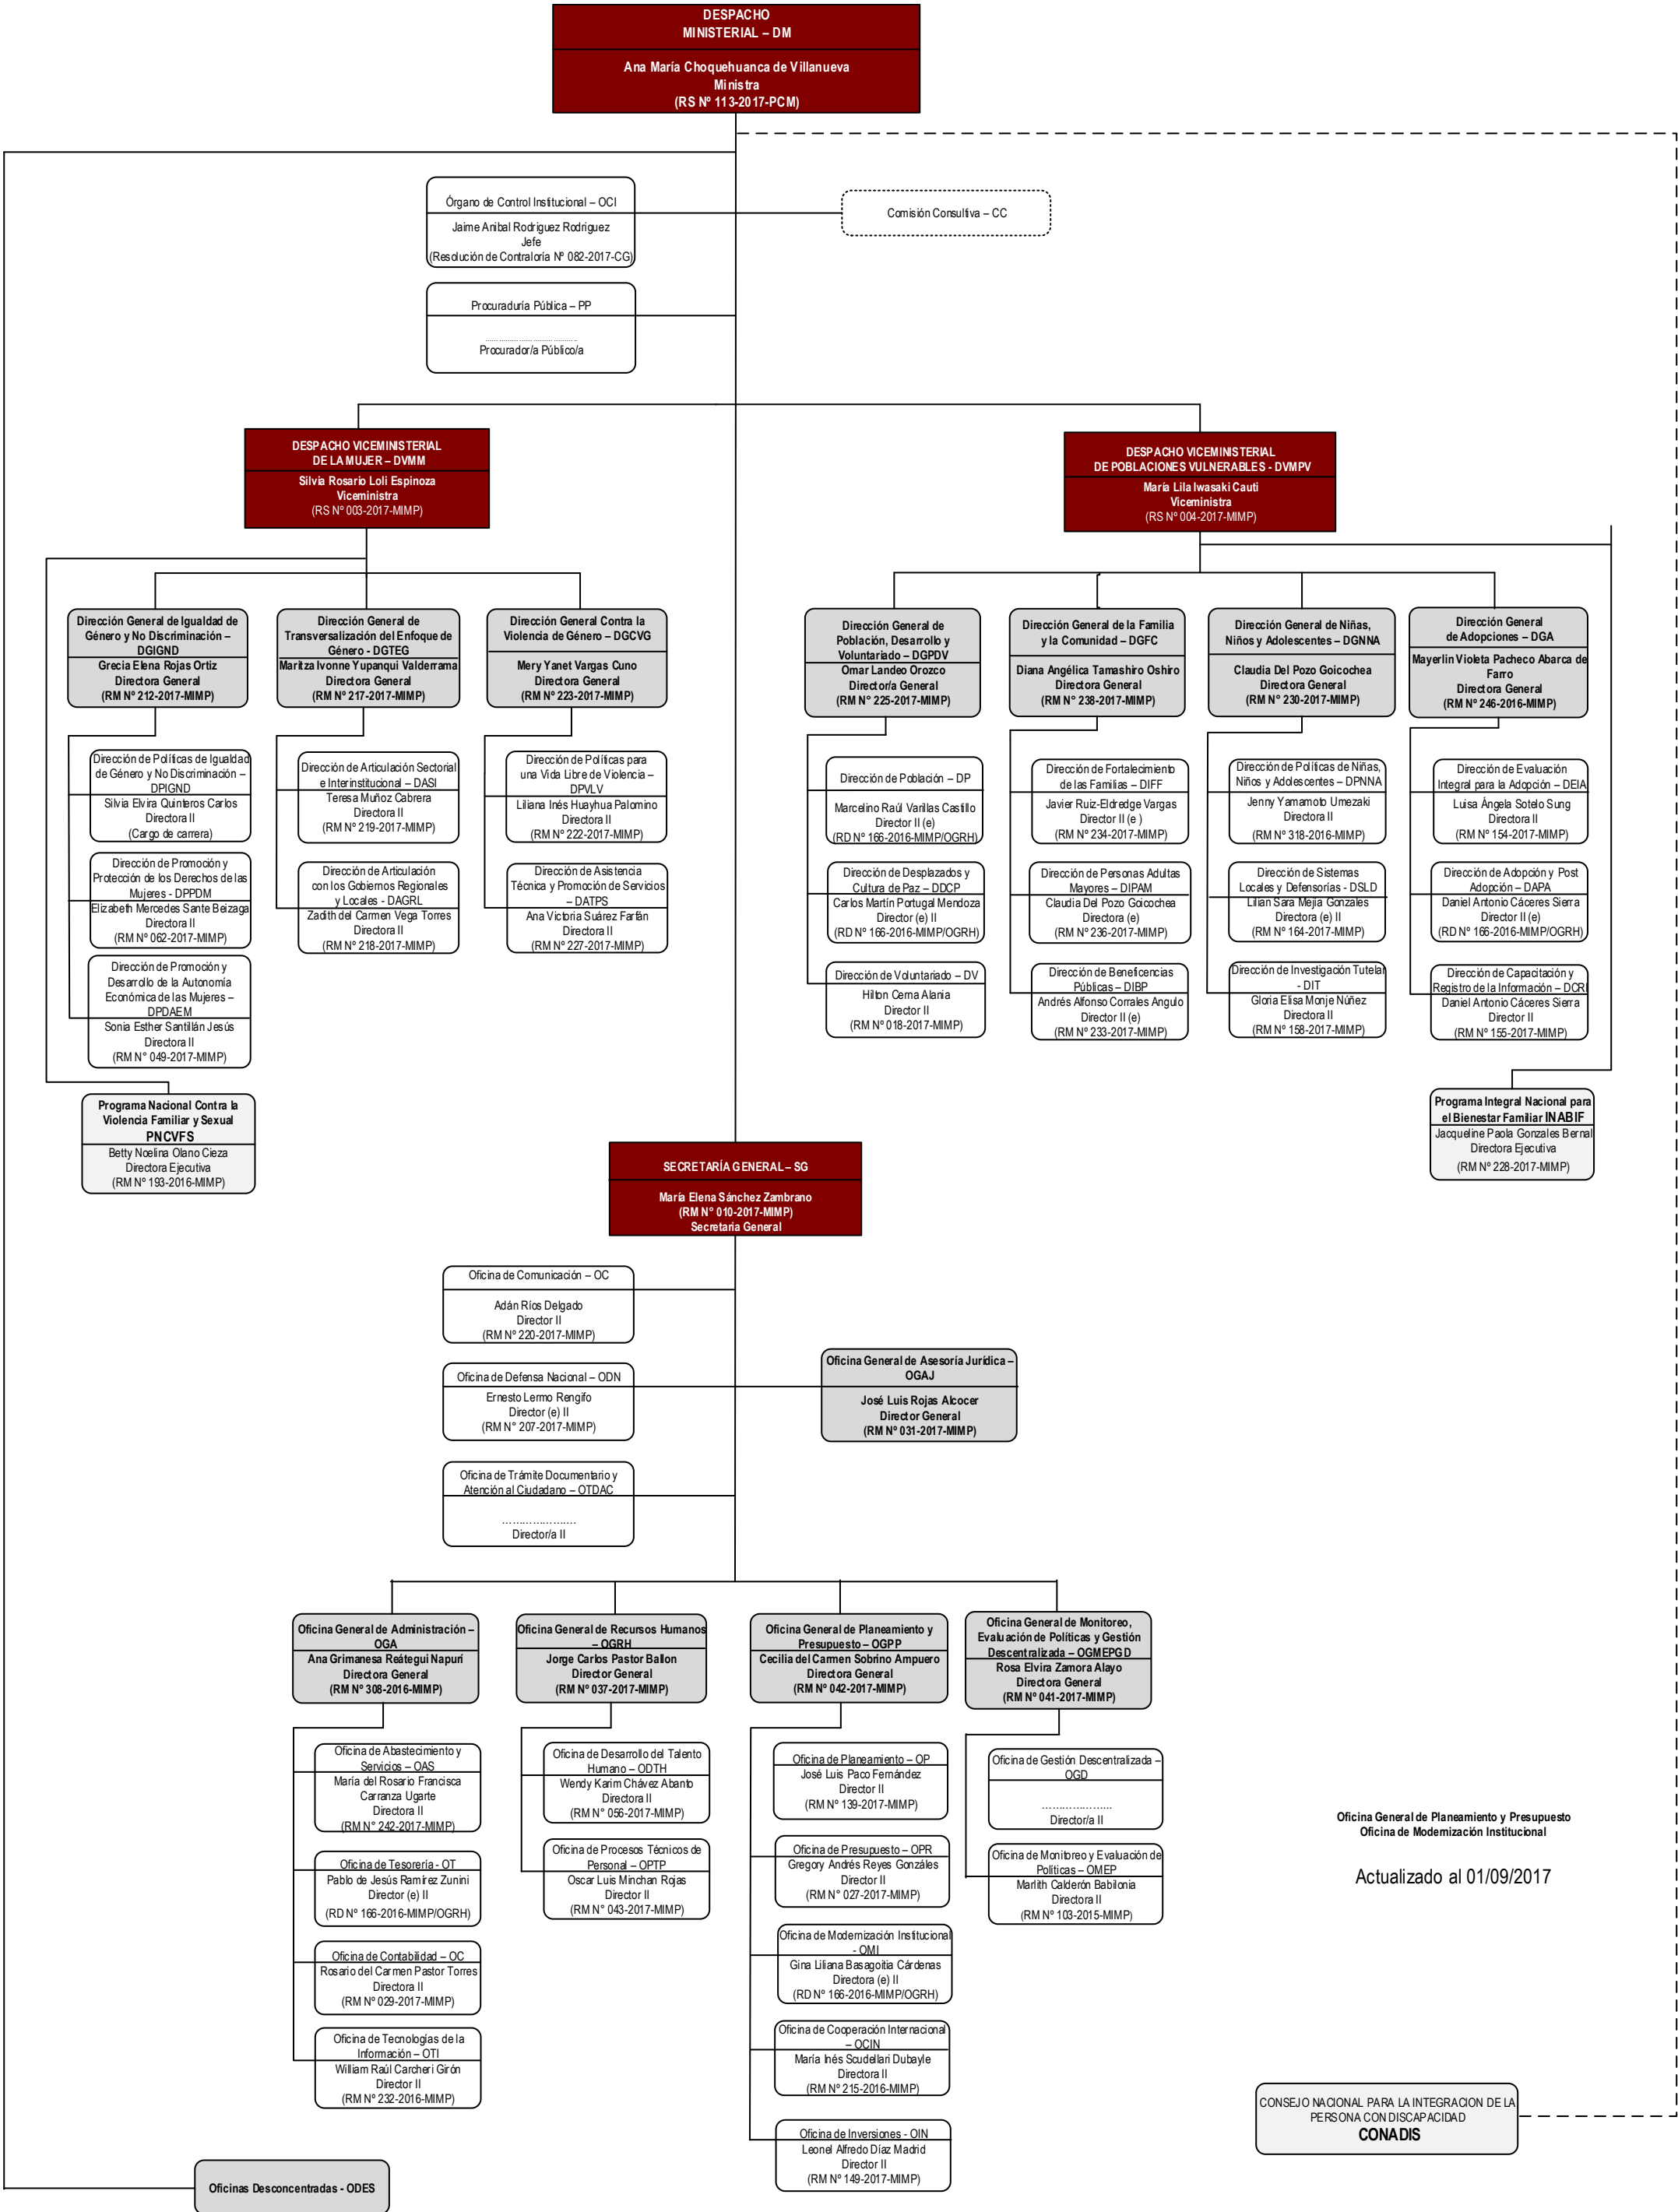 DESPACHO
MINISTERIAL – DM
Ana María Choquehuanca de Villanueva
Ministra
(RS Nº 113-2017-PCM)
Órgano de Control Institucional – OCI
Jaime Anibal Rodriguez Rodriguez
Jefe
(Resolución de Contraloría Nº 082-2017-CG)
Comisión Consultiva – CC
Procuraduría Pública – PP
......................................
Procurador/a Público/a
DESPACHO VICEMINISTERIAL
DE LA MUJER – DVMM
Silvia Rosario Loli Espinoza
Viceministra
(RS Nº 003-2017-MIMP)
DESPACHO VICEMINISTERIAL
DE POBLACIONES VULNERABLES - DVMPV
María Lila Iwasaki Cauti
Viceministra
(RS Nº 004-2017-MIMP)
Dirección General de Igualdad de
Género y No Discriminación –
DGIGND
Grecia Elena Rojas Ortiz
Directora General
(RM Nº 212-2017-MIMP)
Dirección General de
Transversalización del Enfoque de
Género - DGTEG
Maritza Ivonne Yupanqui Valderrama
Directora General
(RM Nº 217-2017-MIMP)
Dirección General Contra la
Violencia de Género – DGCVG
Mery Yanet Vargas Cuno
Directora General
(RM Nº 223-2017-MIMP)
Dirección General de
Población, Desarrollo y
Voluntariado – DGPDV
Omar Landeo Orozco
Director/a General
(RM Nº 225-2017-MIMP)
Dirección General de la Familia
y la Comunidad – DGFC
Diana Angélica Tamashiro Oshiro
Directora General
(RM Nº 238-2017-MIMP)
Dirección General de Niñas,
Niños y Adolescentes – DGNNA
Claudia Del Pozo Goicochea
Directora General
(RM Nº 230-2017-MIMP)
Dirección General
de Adopciones – DGA
Mayerlin Violeta Pacheco Abarca de
Farro
Directora General
(RM Nº 246-2016-MIMP)
Dirección de Políticas de Igualdad
de Género y No Discriminación –
DPIGND
Silvia Elvira Quinteros Carlos
Directora II
(Cargo de carrera)
Dirección de Promoción y
Protección de los Derechos de las
Mujeres - DPPDM
Elizabeth Mercedes Sante Beizaga
Directora II
(RM Nº 062-2017-MIMP)
Dirección de Promoción y
Desarrollo de la Autonomía
Económica de las Mujeres –
DPDAEM
Sonia Esther Santillán Jesús
Directora II
(RM N° 049-2017-MIMP)
Dirección de Articulación Sectorial
e Interinstitucional – DASI
Teresa Muñoz Cabrera
Directora II
(RM Nº 219-2017-MIMP)
Dirección de Articulación
con los Gobiernos Regionales
y Locales – DAGRL
Zadith del Carmen Vega Torres
Directora II
(RM Nº 218-2017-MIMP)
Dirección de Políticas para
una Vida Libre de Violencia –
DPVLV
Liliana Inés Huayhua Palomino
Directora II
(RM Nº 222-2017-MIMP)
Dirección de Asistencia
Técnica y Promoción de Servicios
– DATPS
Ana Victoria Suárez Farfán
Directora II
(RM Nº 227-2017-MIMP)
Dirección de Población – DP
Marcelino Raúl Varillas Castillo
Director II (e)
(RD Nº 166-2016-MIMP/OGRH)
Dirección de Desplazados y
Cultura de Paz – DDCP
Carlos Martín Portugal Mendoza
Director (e) II
(RD Nº 166-2016-MIMP/OGRH)
Dirección de Voluntariado – DV
Hilton Cerna Alania
Director II
(RM Nº 018-2017-MIMP)
Dirección de Fortalecimiento
de las Familias – DIFF
Javier Ruiz-Eldredge Vargas
Director II (e )
(RM Nº 234-2017-MIMP)
Dirección de Personas Adultas
Mayores – DIPAM
Claudia Del Pozo Goicochea
Directora (e)
(RM Nº 236-2017-MIMP)
Dirección de Beneficencias
Públicas – DIBP
Andrés Alfonso Corrales Angulo
Director II (e)
(RM Nº 233-2017-MIMP)
Dirección de Políticas de Niñas,
Niños y Adolescentes – DPNNA
Jenny Yamamoto Umezaki
Directora II
(RM Nº 318-2016-MIMP)
Dirección de Sistemas
Locales y Defensorías - DSLD
Lilian Sara Mejía Gonzales
Directora (e) II
(RM Nº 164-2017-MIMP)
Dirección de Investigación Tutelar
- DIT
Gloria Elisa Monje Núñez
Directora II
(RM Nº 158-2017-MIMP)
Dirección de Evaluación
Integral para la Adopción – DEIA
Luisa Ángela Sotelo Sung
Directora II
(RM Nº 154-2017-MIMP)
Dirección de Adopción y Post
Adopción – DAPA
Daniel Antonio Cáceres Sierra
Director II (e)
(RD Nº 166-2016-MIMP/OGRH)
Dirección de Capacitación y
Registro de la Información – DCRI
Daniel Antonio Cáceres Sierra
Director II
(RM Nº 155-2017-MIMP)
Programa Nacional Contra la
Violencia Familiar y Sexual
PNCVFS
Betty Noelina Olano Cieza
Directora Ejecutiva
(RM Nº 193-2016-MIMP)
Programa Integral Nacional para
el Bienestar Familiar INABIF
Jacqueline Paola Gonzales Bernal
Directora Ejecutiva
(RM Nº 228-2017-MIMP)
SECRETARÍA GENERAL – SG
María Elena Sánchez Zambrano
(RM N° 010-2017-MIMP)
Secretaria General
Oficina de Comunicación – OC
Adán Ríos Delgado
Director II
(RM Nº 220-2017-MIMP)
Oficina de Defensa Nacional – ODN
Ernesto Lermo Rengifo
Director (e) II
(RM N° 207-2017-MIMP)
Oficina General de Asesoría Jurídica –
OGAJ
José Luis Rojas Alcocer
Director General
(RM Nº 031-2017-MIMP)
Oficina de Trámite Documentario y
Atención al Ciudadano – OTDAC
………………….
Director/a II
Oficina General de Administración –
OGA
Ana Grimanesa Reátegui Napurí
Directora General
(RM Nº 308-2016-MIMP)
Oficina General de Recursos Humanos
– OGRH
Jorge Carlos Pastor Ballon
Director General
(RM Nº 037-2017-MIMP)
Oficina General de Planeamiento y
Presupuesto – OGPP
Cecilia del Carmen Sobrino Ampuero
Directora General
(RM Nº 042-2017-MIMP)
Oficina General de Monitoreo,
Evaluación de Políticas y Gestión
Descentralizada – OGMEPGD
Rosa Elvira Zamora Alayo
Directora General
(RM Nº 041-2017-MIMP)
Oficina de Abastecimiento y
Servicios – OAS
María del Rosario Francisca
Carranza Ugarte
Directora II
(RM N° 242-2017-MIMP)
Oficina de Tesorería - OT
Pablo de Jesús Ramírez Zunini
Director (e) II
(RD Nº 166-2016-MIMP/OGRH)
Oficina de Contabilidad – OC
Rosario del Carmen Pastor Torres
Directora II
(RM Nº 029-2017-MIMP)
Oficina de Tecnologías de la
Información – OTI
William Raúl Carcheri Girón
Director II
(RM Nº 232-2016-MIMP)
Oficina de Desarrollo del Talento
Humano – ODTH
Wendy Karim Chávez Abanto
Directora II
(RM N° 056-2017-MIMP)
Oficina de Procesos Técnicos de
Personal – OPTP
Oscar Luis Minchan Rojas
Director II
(RM N° 043-2017-MIMP)
Oficina de Planeamiento – OP
José Luis Paco Fernández
Director II
(RM Nº 139-2017-MIMP)
Oficina de Presupuesto – OPR
Gregory Andrés Reyes Gonzáles
Director II
(RM Nº 027-2017-MIMP)
Oficina de Modernización Institucional
- OMI
Gina Liliana Basagoitia Cárdenas
Directora (e) II
(RD Nº 166-2016-MIMP/OGRH)
Oficina de Cooperación Internacional
– OCIN
María Inés Scudellari Dubayle
Directora II
(RM Nº 215-2016-MIMP)
Oficina de Inversiones - OIN
Leonel Alfredo Díaz Madrid
Director II
(RM Nº 149-2017-MIMP)
Oficina de Gestión Descentralizada –
OGD
………………...
Director/a II
Oficina de Monitoreo y Evaluación de
Políticas – OMEP
Marlith Calderón Babilonia
Directora II
(RM Nº 103-2015-MIMP)
Oficina General de Planeamiento y Presupuesto
Oficina de Modernización Institucional
Actualizado al 01/09/2017
CONSEJO NACIONAL PARA LA INTEGRACION DE LA
PERSONA CON DISCAPACIDAD
CONADIS
Oficinas Desconcentradas - ODES